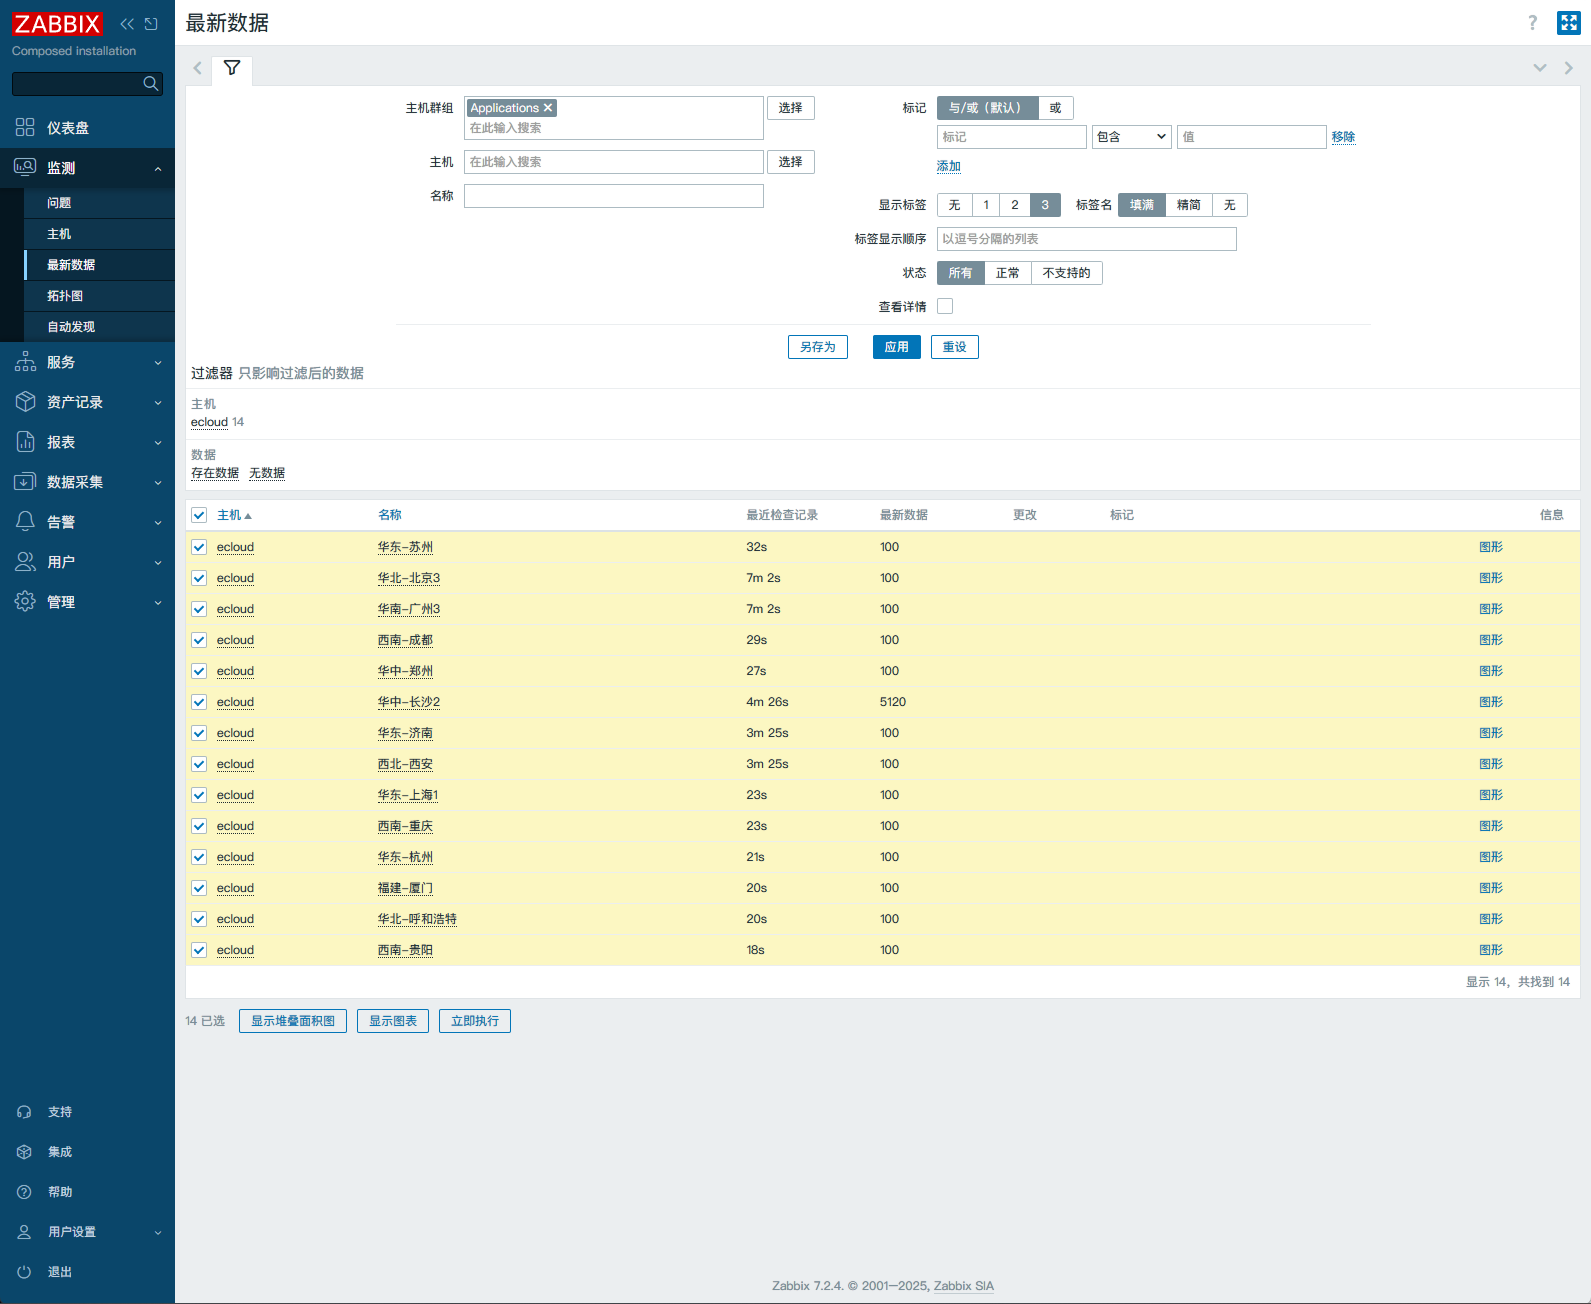 ZABBIX
Composed installation
仪表盘
监测
问题
主机
最新数据
拓扑图
自动发现
服务
资产记录
报表
数据采集
告警
用户
管理
支持
集成
帮助
用户设置
退出
最新数据
?
主机群组 Applications 选择
在此输入搜索
主机 在此输入搜索 选择
名称
标记 与/或（默认） 或
标记 包含 值 移除
添加
显示标签 无 1 2 3 标签名 填满 精简 无
标签显示顺序 以逗号分隔的列表
状态 所有 正常 不支持的
查看详情
另存为 应用 重设
过滤器 只影响过滤后的数据
主机
ecloud 14
数据
存在数据 无数据
主机 名称 最近检查记录 最新数据 更改 标记 信息
ecloud 华东-苏州 32s 100 图形
ecloud 华北-北京3 7m 2s 100 图形
ecloud 华南-广州3 7m 2s 100 图形
ecloud 西南-成都 29s 100 图形
ecloud 华中-郑州 27s 100 图形
ecloud 华中-长沙2 4m 26s 5120 图形
ecloud 华东-济南 3m 25s 100 图形
ecloud 西北-西安 3m 25s 100 图形
ecloud 华东-上海1 23s 100 图形
ecloud 西南-重庆 23s 100 图形
ecloud 华东-杭州 21s 100 图形
ecloud 福建-厦门 20s 100 图形
ecloud 华北-呼和浩特 20s 100 图形
ecloud 西南-贵阳 18s 100 图形
显示 14，共找到 14
14 已选 显示堆叠面积图 显示图表 立即执行
Zabbix 7.2.4. © 2001–2025, Zabbix SIA